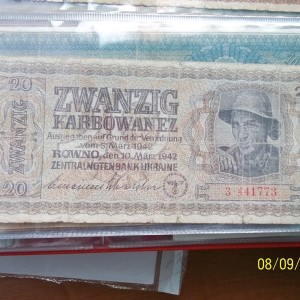 20
ZWANZIG
ZWANZIG
KARBOWANEZ
Ausgegeben auf Grund der Verordnung
vom 5. März 1942
ROWNO, den 10. März 1942
ZENTRALNOTENBANK UKRAINE
20
3·441773
08/09/